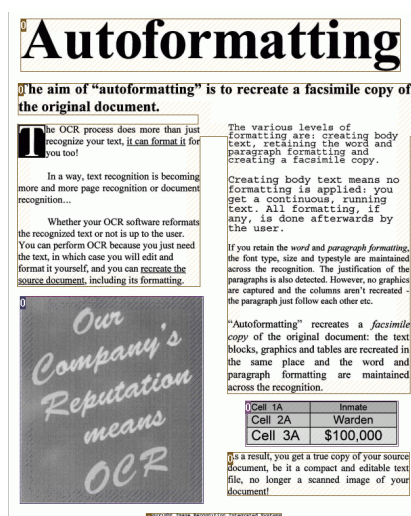 Autoformatting
The aim of "autoformatting" is to recreate a facsimile copy of
the original document.
The OCR process does more than just
recognize your text, it can format it for
you too!
In a way, text recognition is becoming
more and more page recognition or document
recognition...
Whether your OCR software reformats
the recognized text or not is up to the user.
You can perform OCR because you just need
the text, in which case you will edit and
format it yourself, and you can recreate the
source document, including its formatting.
Our
Company's
Reputation
means
OCR
The various levels of
formatting are: creating body
text, retaining the word and
paragraph formatting and
creating a facsimile copy.
Creating body text means no
formatting is applied: you
get a continuous, running
text. All formatting, if
any, is done afterwards by
the user.
If you retain the word and paragraph formatting,
the font type, size and typestyle are maintained
across the recognition. The justification of the
paragraphs is also detected. However, no graphics
are captured and the columns aren't recreated -
the paragraph just follow each other etc.
"Autoformatting" recreates a facsimile
copy of the original document: the text
blocks, graphics and tables are recreated in
the same place and the word and
paragraph formatting are maintained
across the recognition.
Cell 1A Inmate
Cell 2A Warden
Cell 3A $100,000
As a result, you get a true copy of your source
document, be it a compact and editable text
file, no longer a scanned image of your
document!
Copyright Image Recognition Integrated Systems